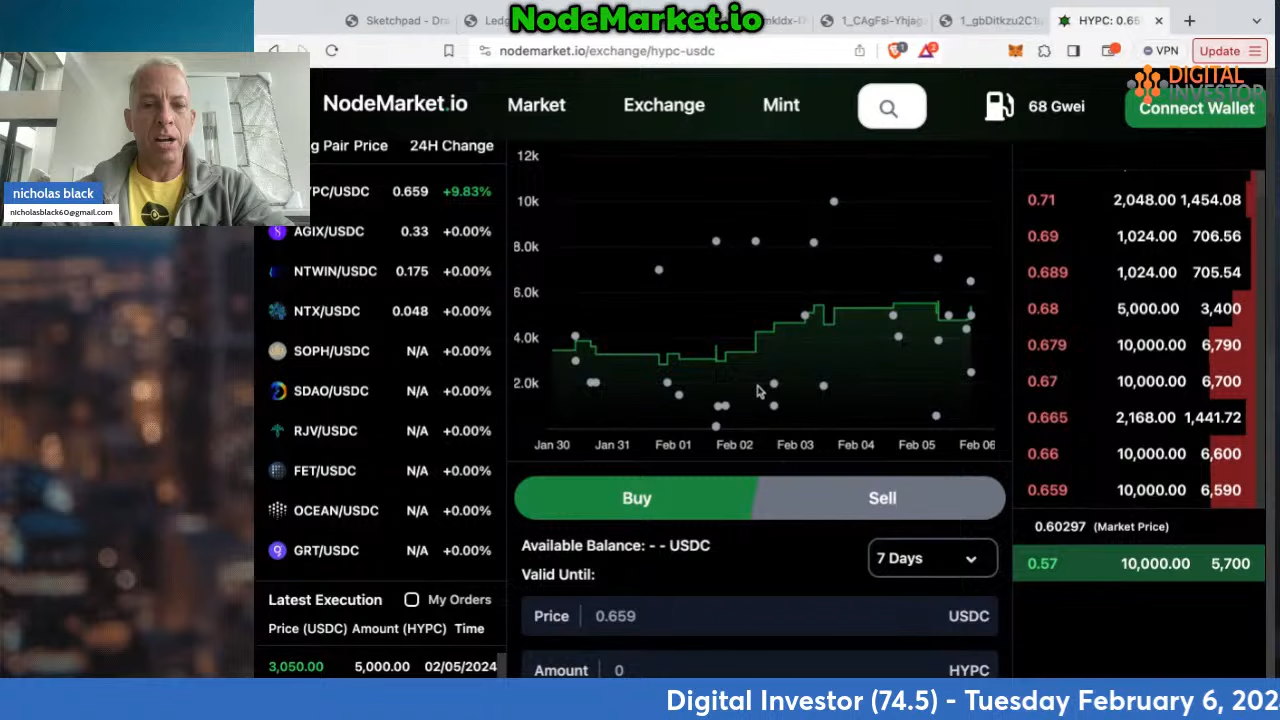 NodeMarket.io
Sketchpad - Dra
Ledg
1_CAgFsi-Yhjag
1_gbDitkzu2C1
HYPC: 0.65
nodemarket.io/exchange/hypc-usdc
VPN
Update
DIGITAL
INVESTOR
NodeMarket.io
Market
Exchange
Mint
68 Gwei
Connect Wallet
nicholas black
nicholasblack60@gmail.com
g Pair Price 24H Change
YPC/USDC 0.659 +9.83%
AGIX/USDC 0.33 +0.00%
NTWIN/USDC 0.175 +0.00%
NTX/USDC 0.048 +0.00%
SOPH/USDC N/A +0.00%
SDAO/USDC N/A +0.00%
RJV/USDC N/A +0.00%
FET/USDC N/A +0.00%
OCEAN/USDC N/A +0.00%
GRT/USDC N/A +0.00%
Latest Execution My Orders
Price (USDC) Amount (HYPC) Time
3,050.00 5,000.00 02/05/2024
12k
10k
8.0k
6.0k
4.0k
2.0k
Jan 30 Jan 31 Feb 01 Feb 02 Feb 03 Feb 04 Feb 05 Feb 06
Buy Sell
Available Balance: - - USDC
7 Days
Valid Until:
Price 0.659 USDC
Amount 0 HYPC
0.71 2,048.00 1,454.08
0.69 1,024.00 706.56
0.689 1,024.00 705.54
0.68 5,000.00 3,400
0.679 10,000.00 6,790
0.67 10,000.00 6,700
0.665 2,168.00 1,441.72
0.66 10,000.00 6,600
0.659 10,000.00 6,590
0.60297 (Market Price)
0.57 10,000.00 5,700
Digital Investor (74.5) - Tuesday February 6, 202